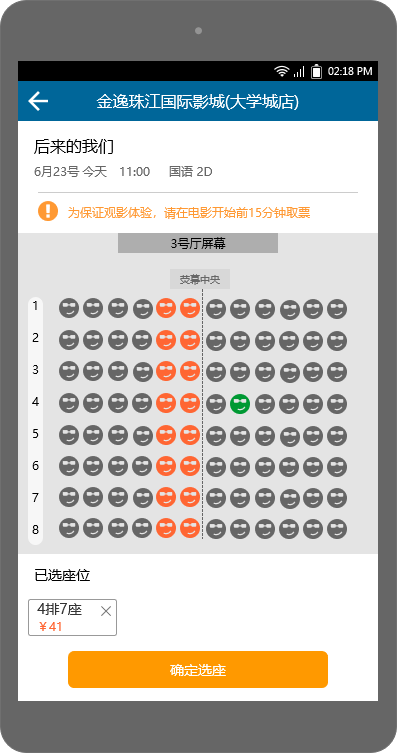 02:18 PM
金逸珠江国际影城(大学城店)
后来的我们
6月23号 今天 11:00 国语 2D
为保证观影体验，请在电影开始前15分钟取票
3号厅屏幕
荧幕中央
1
2
3
4
5
6
7
8
已选座位
4排7座
￥41
确定选座